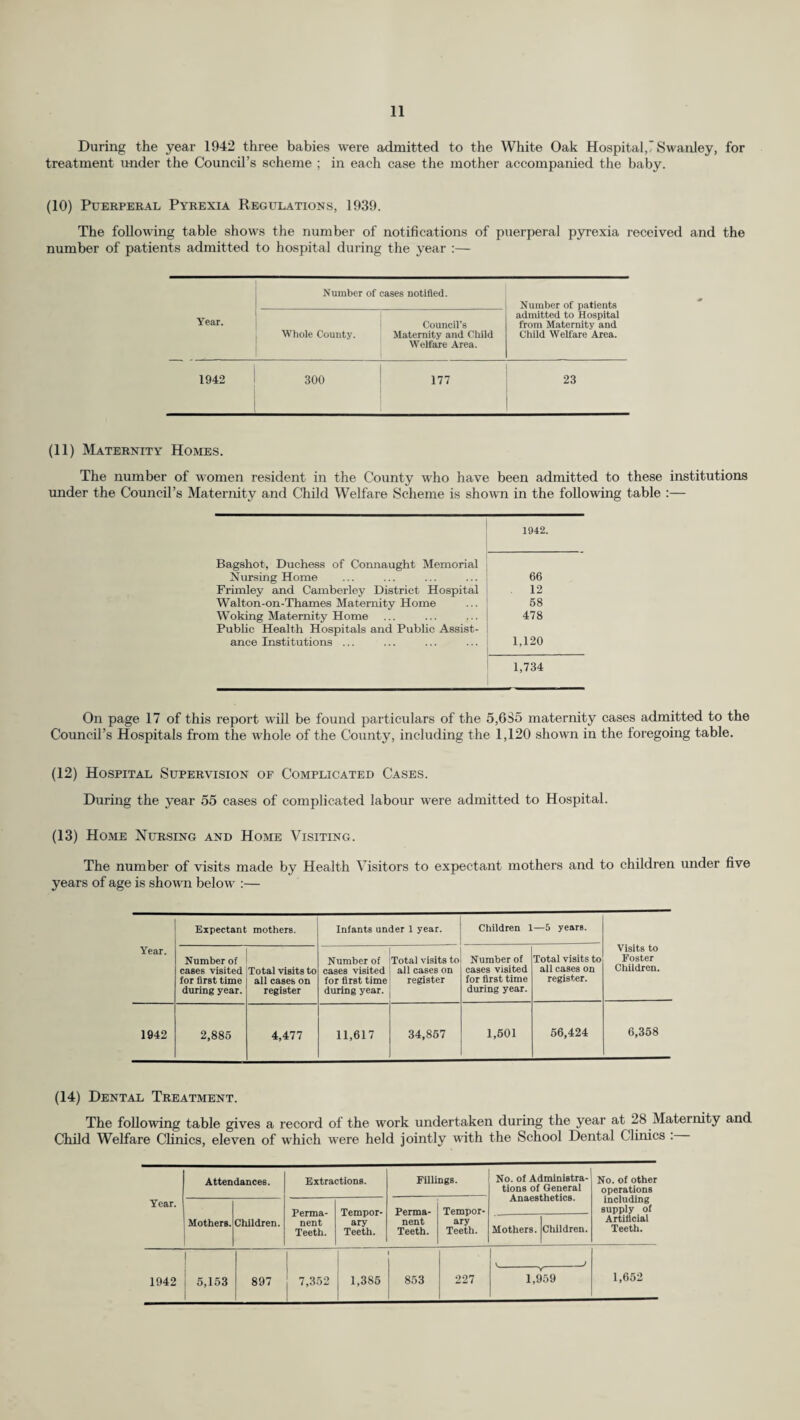 11
During the year 1942 three babies were admitted to the White Oak Hospital, Swanley, for
treatment under the Council's scheme ; in each case the mother accompanied the baby.
(10) Puerperal Pyrexia Regulations, 1939.
The following table shows the number of notifications of puerperal pyrexia received and the
number of patients admitted to hospital during the year :—
Year. | Number of cases notified. | Number of patients admitted to Hospital from Maternity and Child Welfare Area.
Whole County. | Council's Maternity and Child Welfare Area.
1942 | 300 | 177 | 23
(11) Maternity Homes.
The number of women resident in the County who have been admitted to these institutions
under the Council's Maternity and Child Welfare Scheme is shown in the following table :—
1942.
Bagshot, Duchess of Connaught Memorial
Nursing Home ... ... ... ... 66
Frimley and Camberley District Hospital 12
Walton-on-Thames Maternity Home ... 58
Woking Maternity Home ... ... ... 478
Public Health Hospitals and Public Assist-
ance Institutions ... ... ... ... 1,120
1,734
On page 17 of this report will be found particulars of the 5,685 maternity cases admitted to the
Council's Hospitals from the whole of the County, including the 1,120 shown in the foregoing table.
(12) Hospital Supervision of Complicated Cases.
During the year 55 cases of complicated labour were admitted to Hospital.
(13) Home Nursing and Home Visiting.
The number of visits made by Health Visitors to expectant mothers and to children under five
years of age is shown below :—
Year. | Expectant mothers. | Infants under 1 year. | Children 1—5 years. | Visits to Foster Children.
Number of cases visited for first time during year. | Total visits to all cases on register | Number of cases visited for first time during year. | Total visits to all cases on register | Number of cases visited for first time during year. | Total visits to all cases on register.
1942 | 2,885 | 4,477 | 11,617 | 34,857 | 1,501 | 56,424 | 6,358
(14) Dental Treatment.
The following table gives a record of the work undertaken during the year at 28 Maternity and
Child Welfare Clinics, eleven of which were held jointly with the School Dental Clinics :—
Year. | Attendances. | Extractions. | Fillings. | No. of Administra-tions of General Anaesthetics. | No. of other operations including supply of Artificial Teeth.
Mothers. | Children. | Perma-nent Teeth. | Tempor-ary Teeth. | Perma-nent Teeth. | Tempor-ary Teeth. | Mothers. | Children.
1942 | 5,153 | 897 | 7,352 | 1,385 | 853 | 227 | 1,959 | 1,652